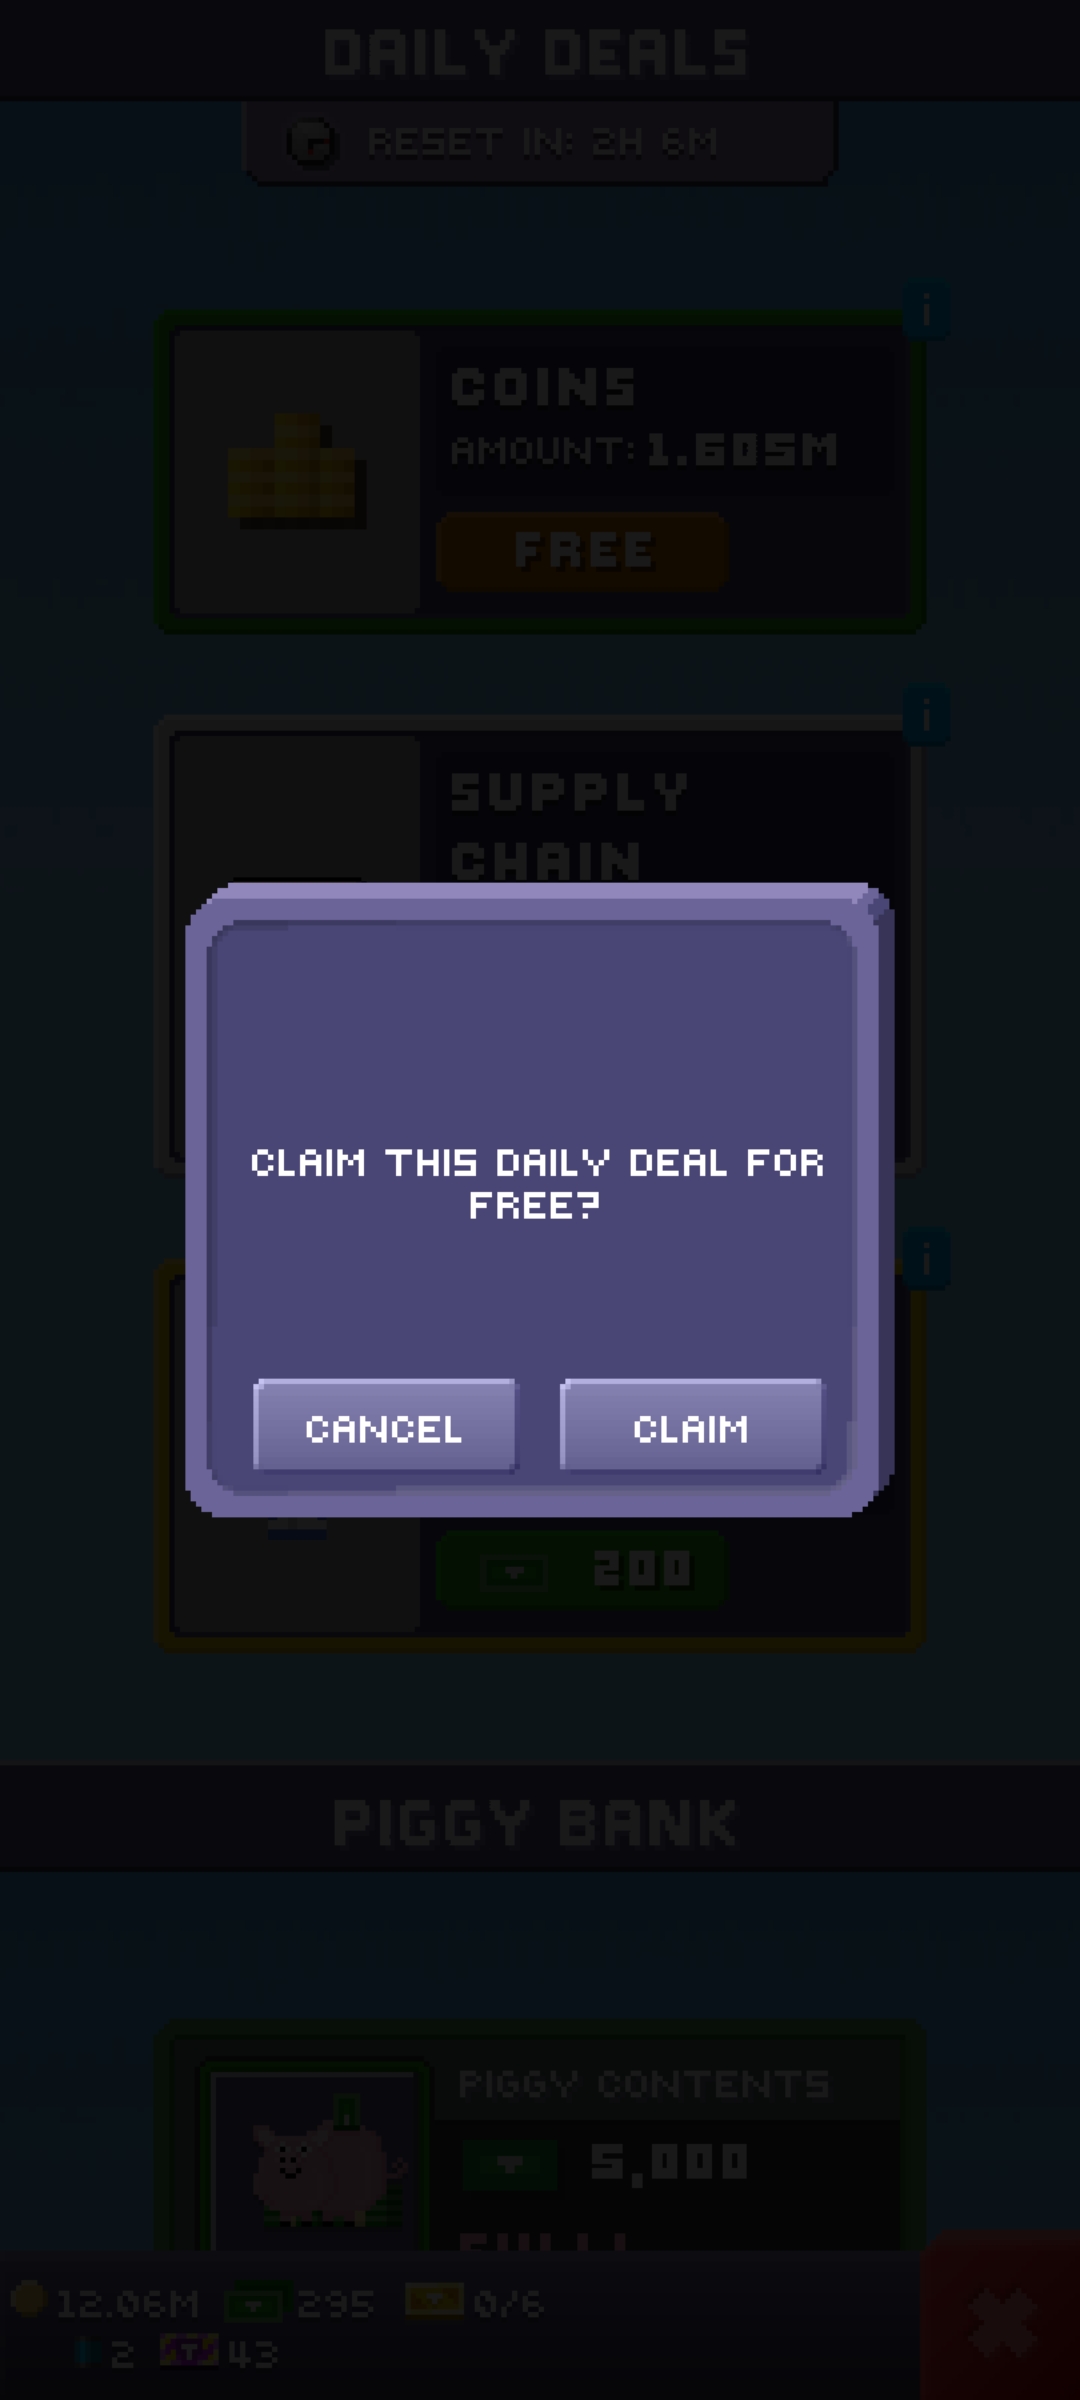 DAILY DEALS
RESET IN: 2H 6M
i
COINS
AMOUNT: 1.605M
FREE
i
SUPPLY
CHAIN
CLAIM THIS DAILY DEAL FOR
FREE?
i
CANCEL
CLAIM
200
PIGGY BANK
PIGGY CONTENTS
5,000
12.06M 295 0/6
2 43